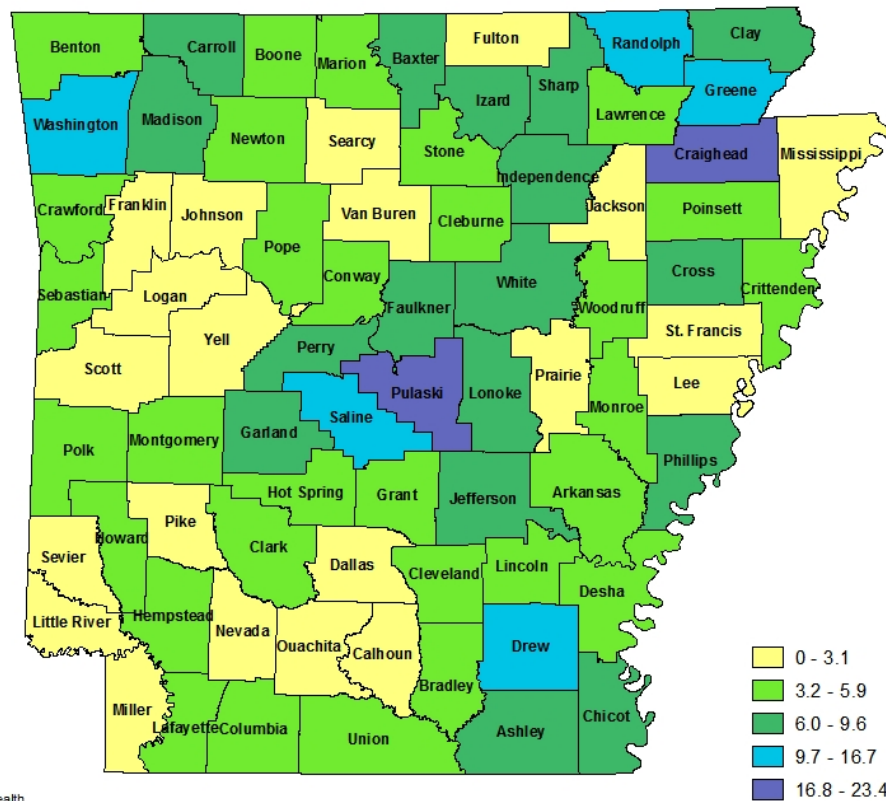 Benton
Carroll
Boone
Marion
Baxter
Fulton
Randolph
Clay
Washington
Madison
Newton
Searcy
Stone
Izard
Sharp
Lawrence
Greene
Craighead
Mississippi
Independence
Jackson
Poinsett
Crawford
Franklin
Johnson
Pope
Van Buren
Cleburne
White
Cross
Crittenden
Sebastian
Logan
Conway
Faulkner
Woodruff
St. Francis
Scott
Yell
Perry
Pulaski
Lonoke
Prairie
Lee
Monroe
Saline
Garland
Polk
Montgomery
Phillips
Hot Spring
Grant
Jefferson
Arkansas
Pike
Howard
Clark
Sevier
Dallas
Cleveland
Lincoln
Desha
Little River
Hempstead
Nevada
Ouachita
Calhoun
Drew
Bradley
Miller
Lafayette
Columbia
Union
Ashley
Chicot
0 - 3.1
3.2 - 5.9
6.0 - 9.6
9.7 - 16.7
16.8 - 23.4